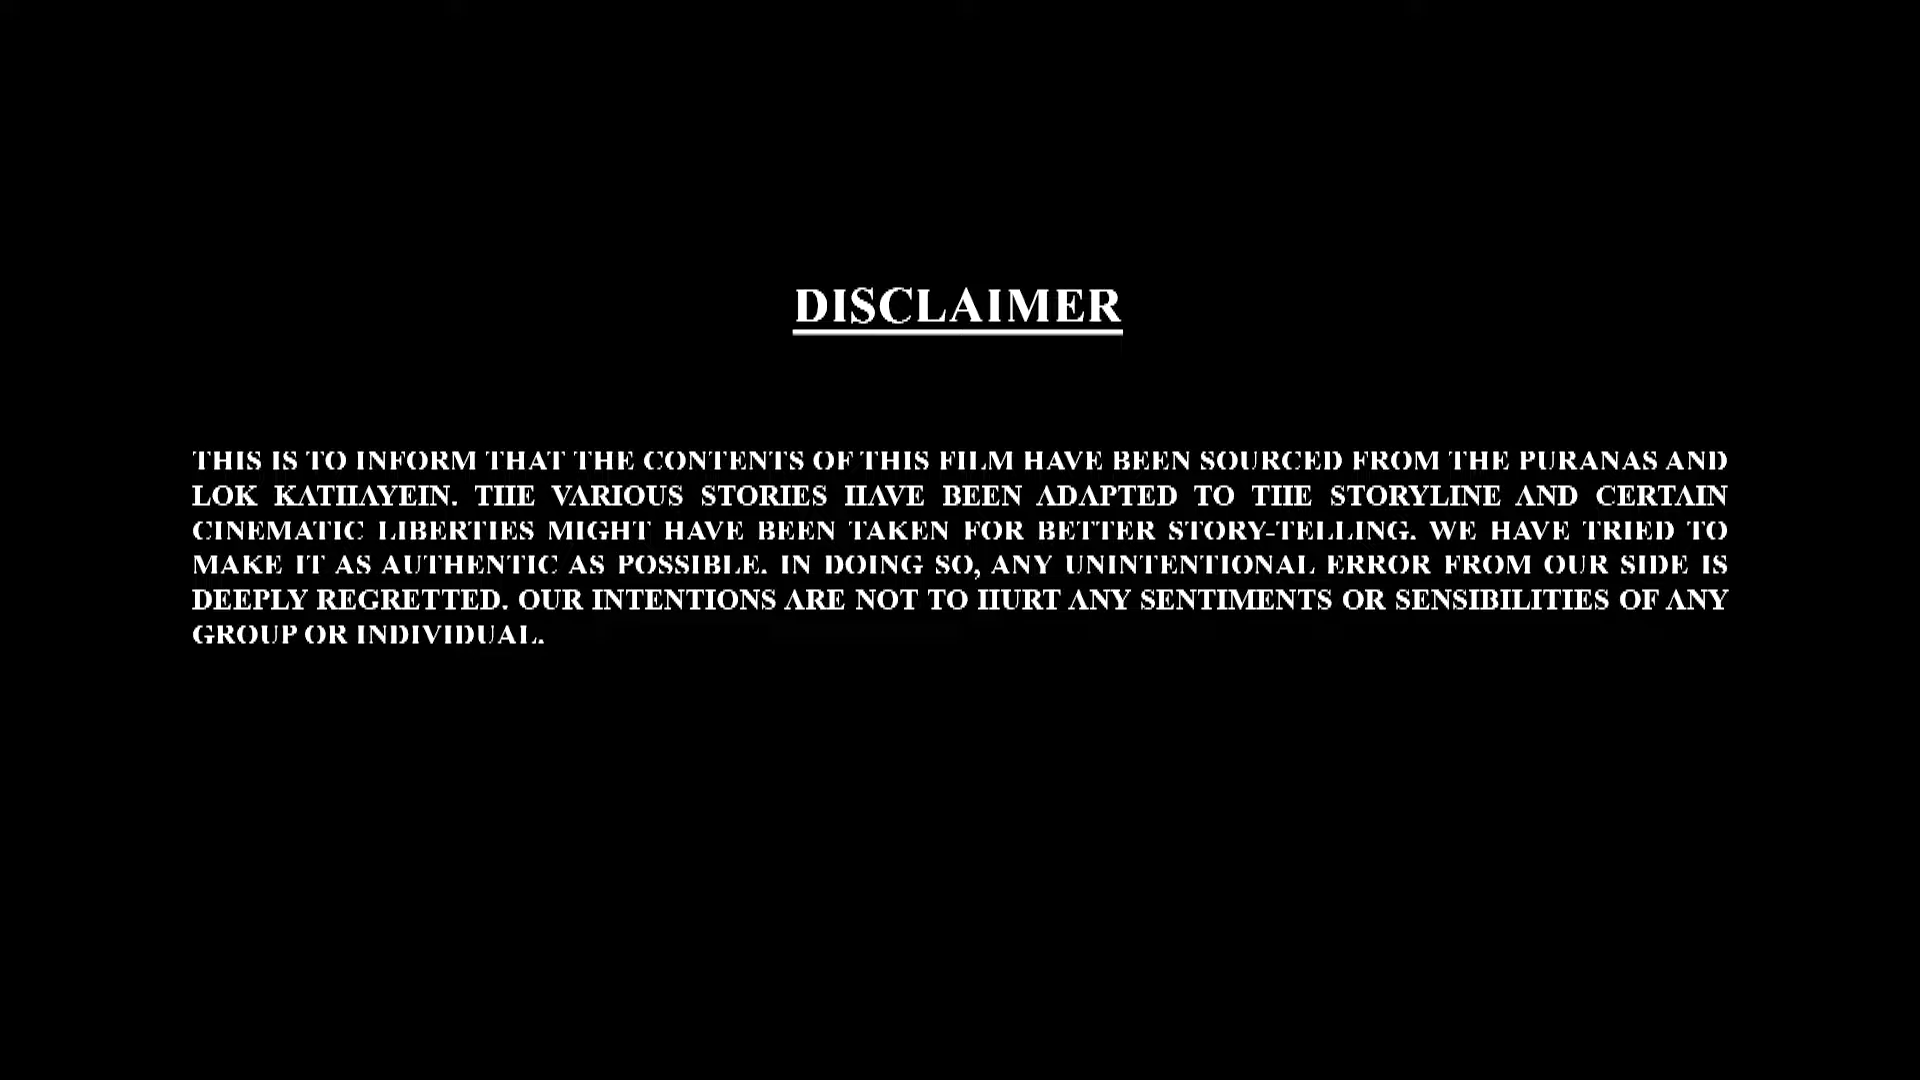 DISCLAIMER
THIS IS TO INFORM THAT THE CONTENTS OF THIS FILM HAVE BEEN SOURCED FROM THE PURANAS AND
LOK KATHAYEIN. THE VARIOUS STORIES HAVE BEEN ADAPTED TO THE STORYLINE AND CERTAIN
CINEMATIC LIBERTIES MIGHT HAVE BEEN TAKEN FOR BETTER STORY-TELLING. WE HAVE TRIED TO
MAKE IT AS AUTHENTIC AS POSSIBLE. IN DOING SO, ANY UNINTENTIONAL ERROR FROM OUR SIDE IS
DEEPLY REGRETTED. OUR INTENTIONS ARE NOT TO HURT ANY SENTIMENTS OR SENSIBILITIES OF ANY
GROUP OR INDIVIDUAL.